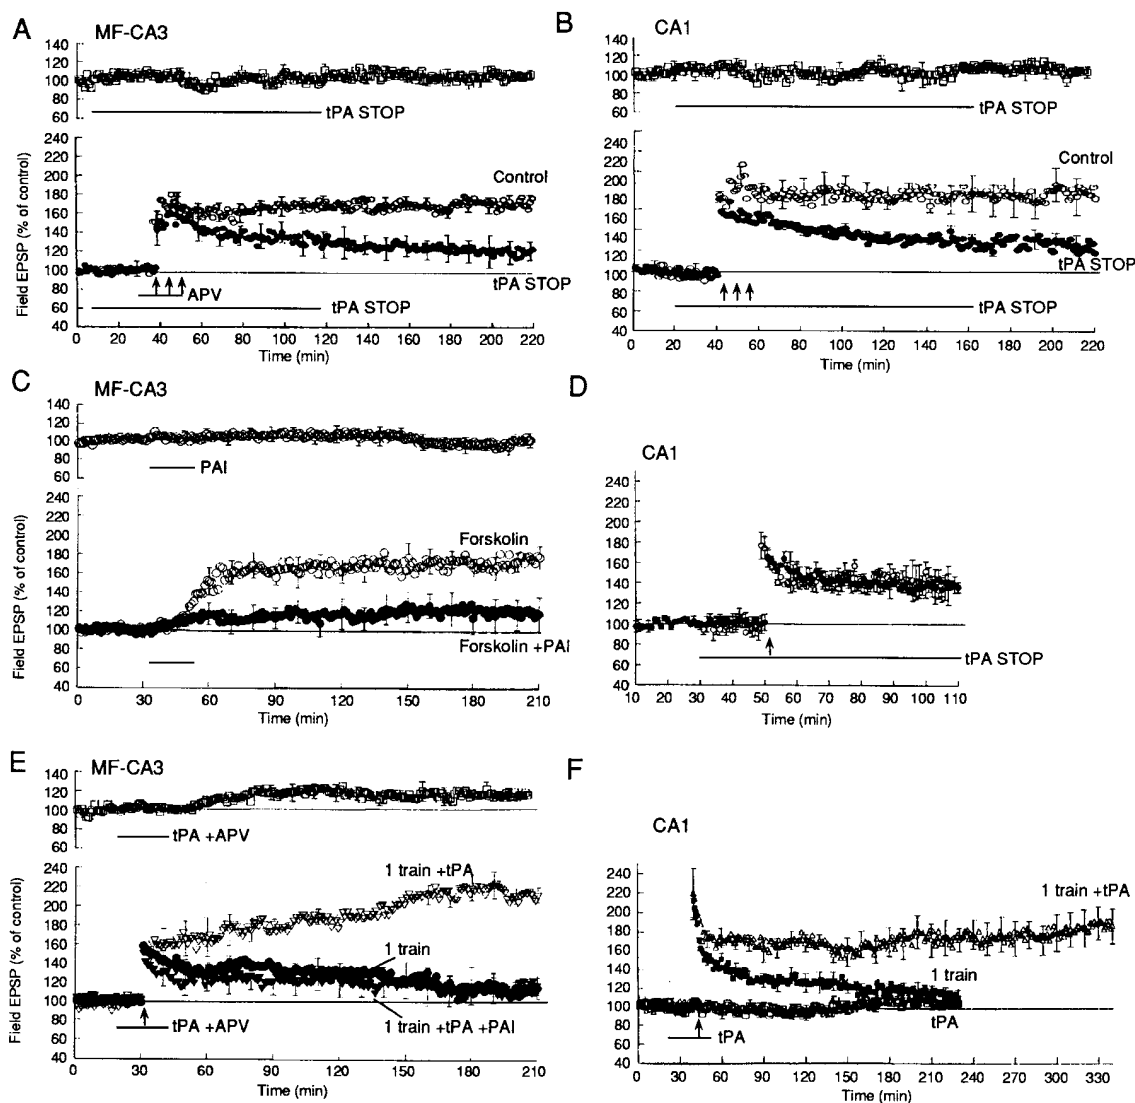 A
MF-CA3
140
120
100
80
60
tPA STOP
Field EPSP (% of control)
240
220
200
180
160
140
120
100
80
60
40
Control
tPA STOP
APV
tPA STOP
0 20 40 60 80 100 120 140 160 180 200 220
Time (min)
B
CA1
140
120
100
80
60
tPA STOP
240
220
200
180
160
140
120
100
80
60
40
Control
tPA STOP
tPA STOP
0 20 40 60 80 100 120 140 160 180 200 220
Time (min)
C
MF-CA3
140
120
100
80
60
PAI
Field EPSP (% of control)
240
220
200
180
160
140
120
100
80
60
40
Forskolin
Forskolin +PAI
0 30 60 90 120 150 180 210
Time (min)
D
CA1
240
220
200
180
160
140
120
100
80
60
40
tPA STOP
10 20 30 40 50 60 70 80 90 100 110
Time (min)
E
MF-CA3
140
120
100
80
60
tPA +APV
Field EPSP (% of control)
240
220
200
180
160
140
120
100
80
60
40
1 train +tPA
1 train
tPA +APV
1 train +tPA +PAI
0 30 60 90 120 150 180 210
Time (min)
F
CA1
240
220
200
180
160
140
120
100
80
60
40
1 train +tPA
1 train
tPA
tPA
0 30 60 90 120 150 180 210 240 270 300 330
Time (min)